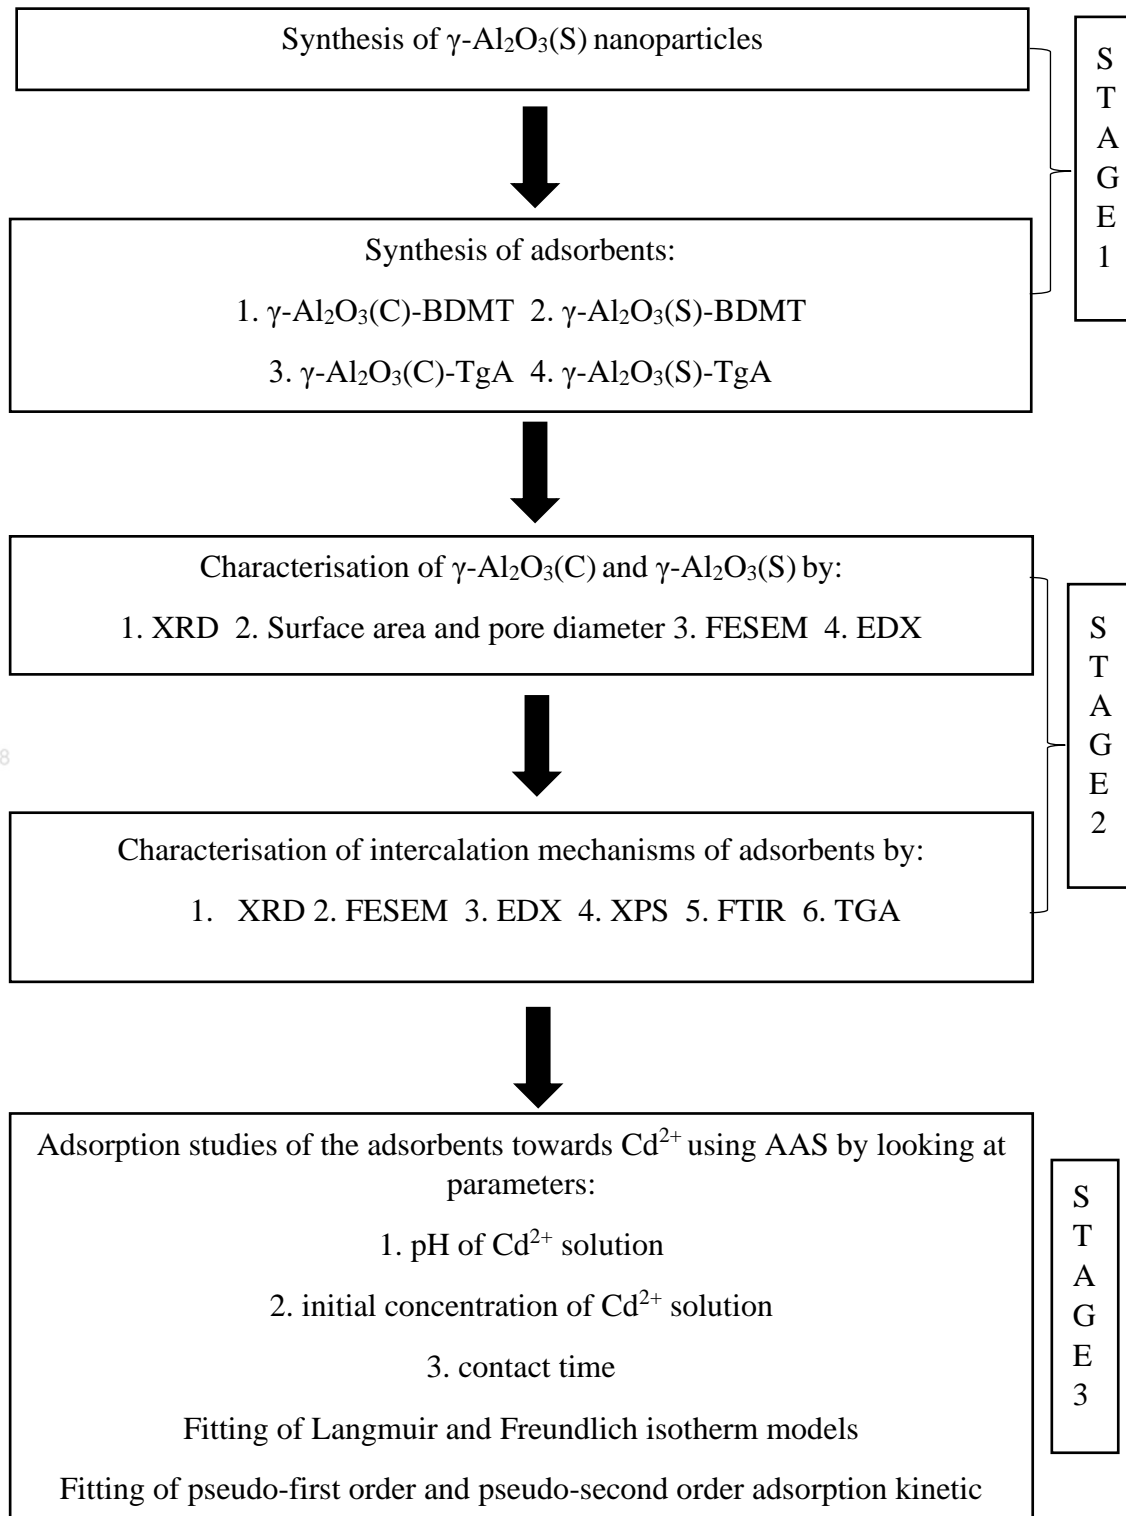 Synthesis of γ-Al₂O₃(S) nanoparticles
STAGE 1
Synthesis of adsorbents:
1. γ-Al₂O₃(C)-BDMT 2. γ-Al₂O₃(S)-BDMT
3. γ-Al₂O₃(C)-TgA 4. γ-Al₂O₃(S)-TgA
Characterisation of γ-Al₂O₃(C) and γ-Al₂O₃(S) by:
1. XRD 2. Surface area and pore diameter 3. FESEM 4. EDX
STAGE 2
8
Characterisation of intercalation mechanisms of adsorbents by:
1. XRD 2. FESEM 3. EDX 4. XPS 5. FTIR 6. TGA
Adsorption studies of the adsorbents towards Cd²⁺ using AAS by looking at
parameters:
1. pH of Cd²⁺ solution
2. initial concentration of Cd²⁺ solution
3. contact time
Fitting of Langmuir and Freundlich isotherm models
Fitting of pseudo-first order and pseudo-second order adsorption kinetic
STAGE 3